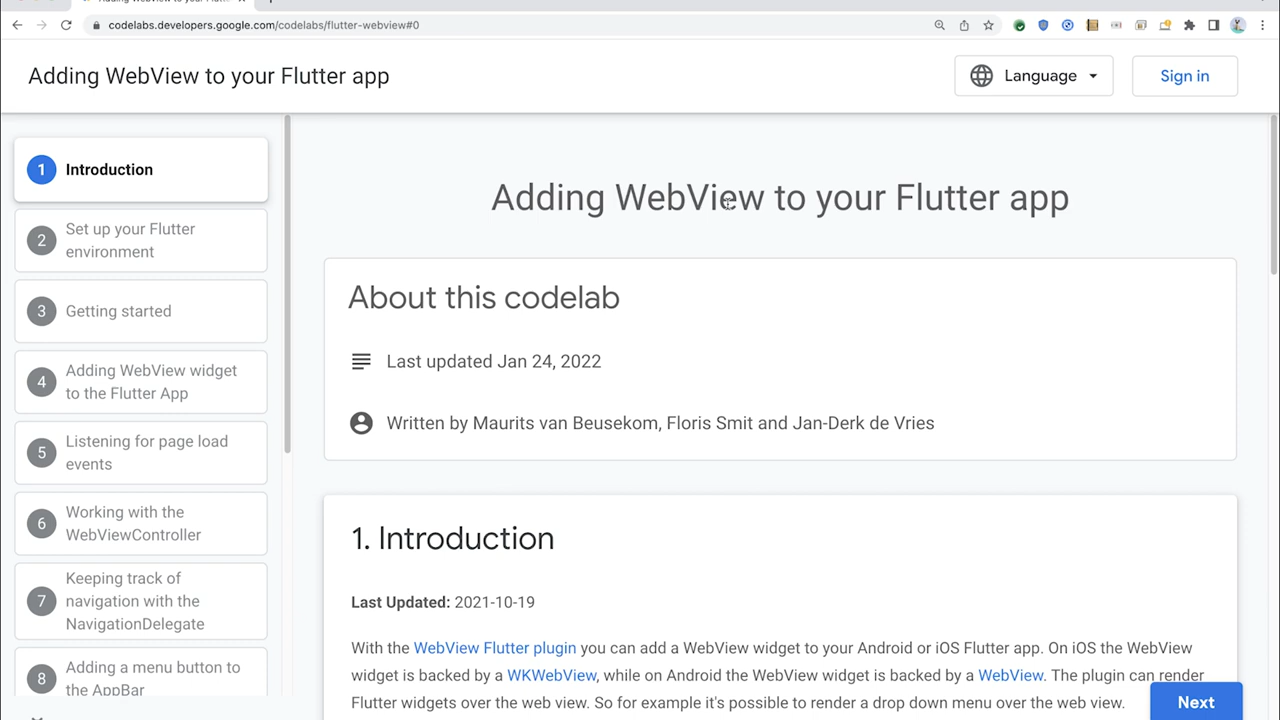 Adding WebView to your Flutter
codelabs.developers.google.com/codelabs/flutter-webview#0
Adding WebView to your Flutter app
Language
Sign in
1 Introduction
2 Set up your Flutter
environment
3 Getting started
4 Adding WebView widget
to the Flutter App
5 Listening for page load
events
6 Working with the
WebViewController
7 Keeping track of
navigation with the
NavigationDelegate
8 Adding a menu button to
the AppBar
Adding WebView to your Flutter app
About this codelab
Last updated Jan 24, 2022
Written by Maurits van Beusekom, Floris Smit and Jan-Derk de Vries
1. Introduction
Last Updated: 2021-10-19
With the WebView Flutter plugin you can add a WebView widget to your Android or iOS Flutter app. On iOS the WebView
widget is backed by a WKWebView, while on Android the WebView widget is backed by a WebView. The plugin can render
Flutter widgets over the web view. So for example it's possible to render a drop down menu over the web view.
Next